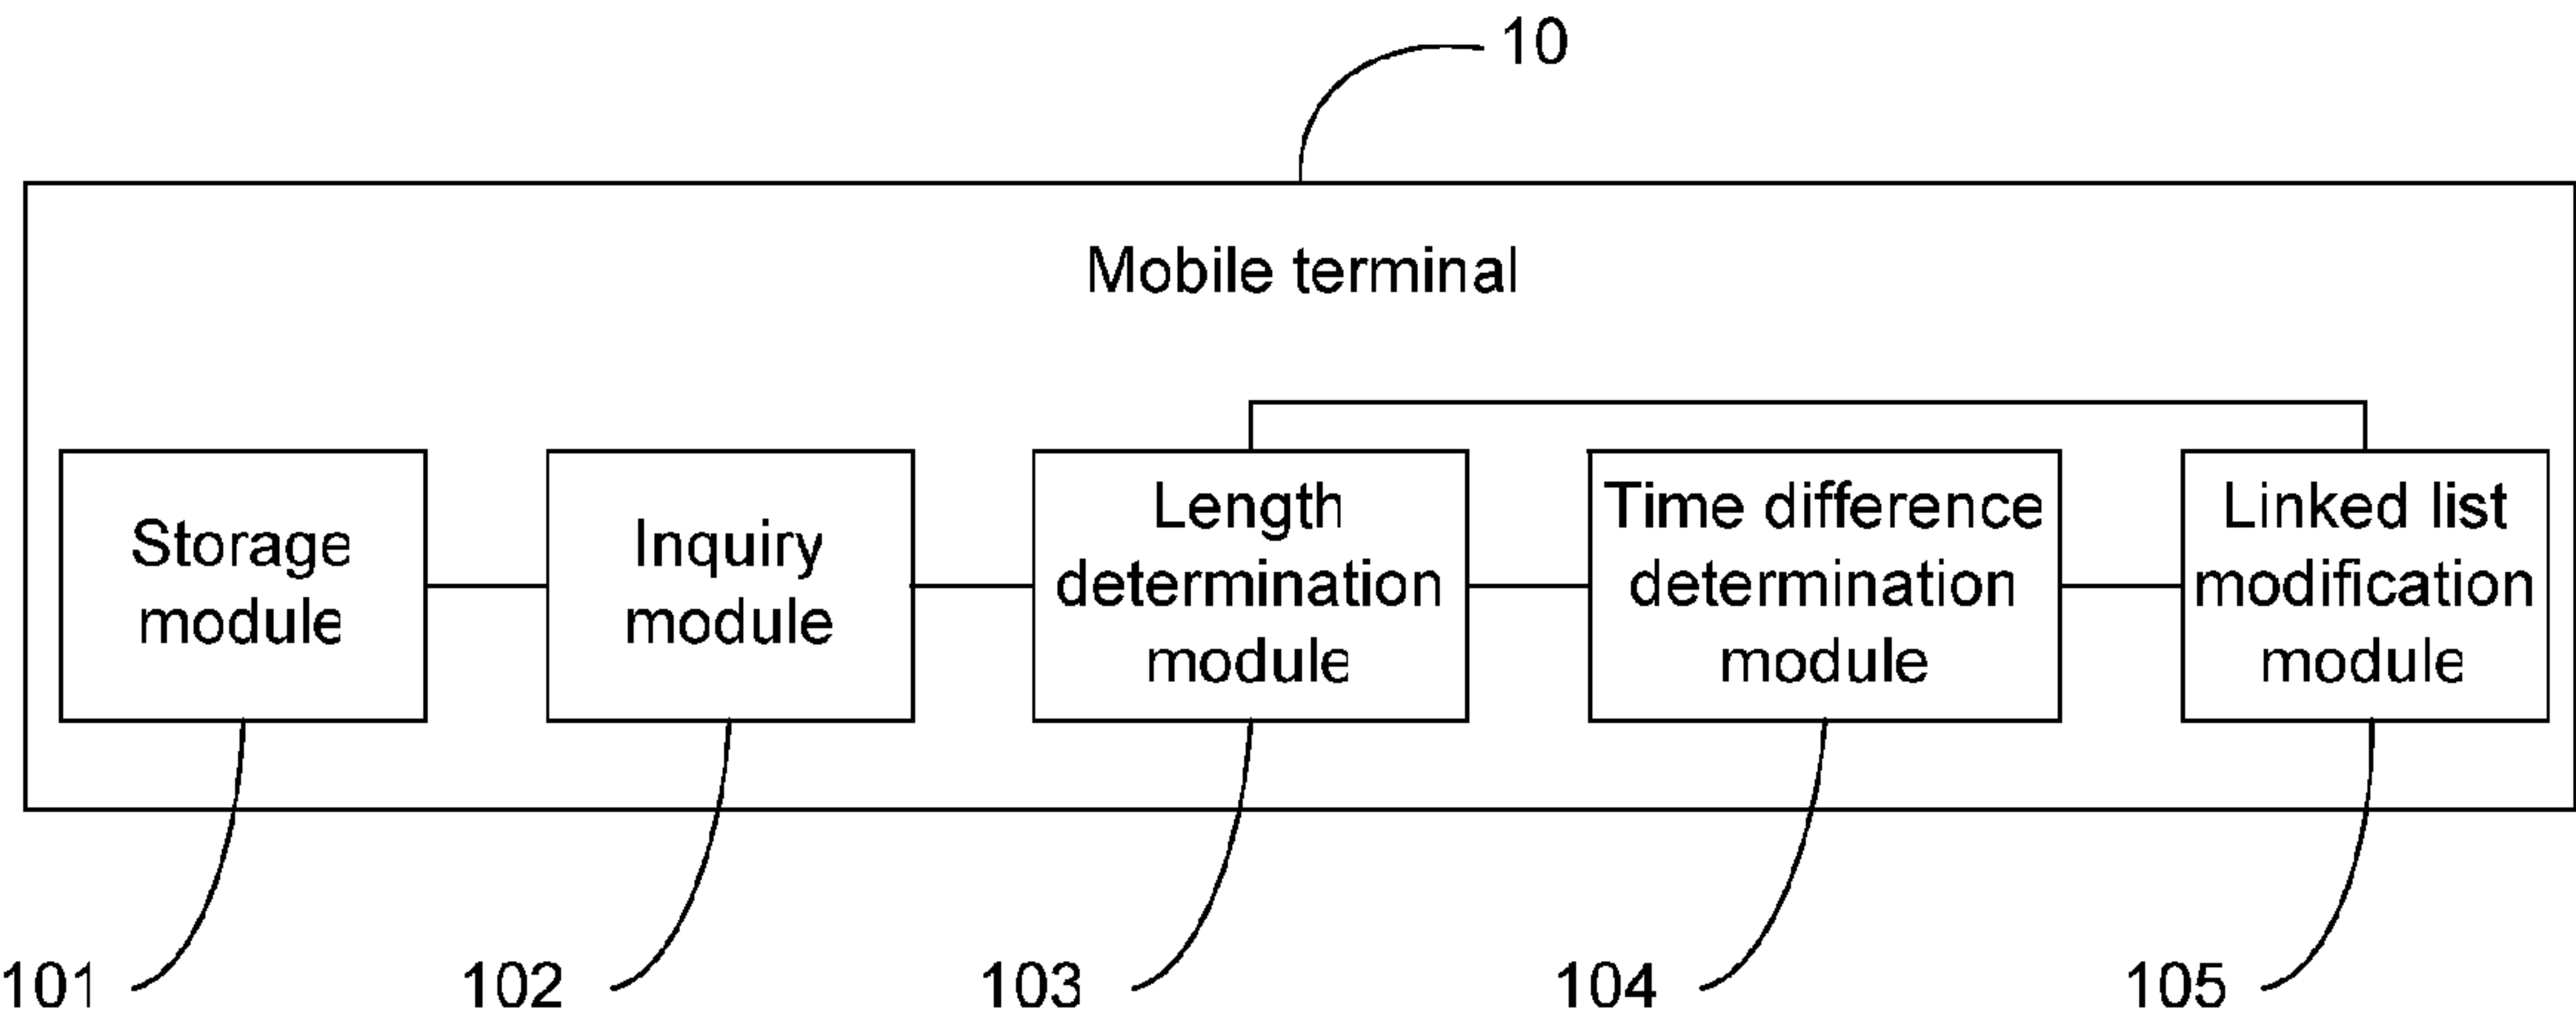 10
Mobile terminal
Storage
module
Inquiry
module
Length
determination
module
Time difference
determination
module
Linked list
modification
module
101
102
103
104
105